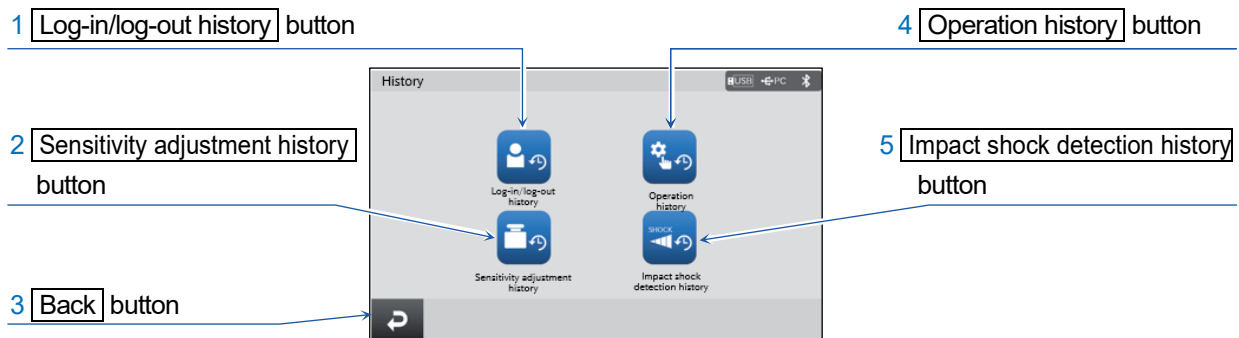 1 Log-in/log-out history button
4 Operation history button
History
USB PC
2 Sensitivity adjustment history
button
5 Impact shock detection history
button
Log-in/log-out
history
Operation
history
SHOCK
Sensitivity adjustment
history
Impact shock
detection history
3 Back button